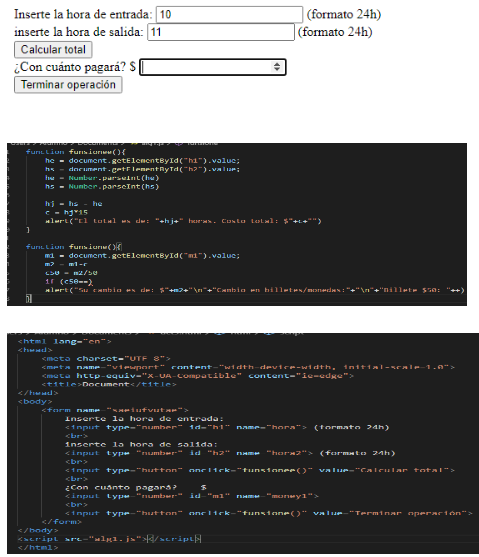 Inserte la hora de entrada: 10 (formato 24h)
inserte la hora de salida: 11 (formato 24h)
Calcular total
¿Con cuánto pagará? $
Terminar operación
function funsionee(){
he = document.getElementById("h1").value;
hs = document.getElementById("h2").value;
he = Number.parseInt(he)
hs = Number.parseInt(hs)
hj = hs - he
c = hj*15
alert("El total es de: "+hj+" horas. Costo total: $"+c+"")
}
function funsione(){
m1 = document.getElementById("m1").value;
m2 = m1-c
c50 = m2/50
if (c50==)
alert("Su cambio es de: $"+m2+"\n"+"Cambio en billetes/monedas:"+"\n"+"Billete $50: "++)
}
<html lang="en">
<head>
<meta charset="UTF-8">
<meta name="viewport" content="width=device-width, initial-scale=1.0">
<meta http-equiv="X-UA-Compatible" content="ie=edge">
<title>Document</title>
</head>
<body>
<form name=
Inserte la hora de entrada:
<input type="number" id="h1" name="hora"> (formato 24h)
<br>
inserte la hora de salida:
<input type="number" id="h2" name="hora2"> (formato 24h)
<br>
<input type="button" onclick="funsionee()" value="Calcular total">
<br>
¿Con cuánto pagará? $
<input type="number" id="m1" name="money1">
<br>
<input type="button" onclick="funsione()" value="Terminar operación">
</form>
</body>
<script src="alg1.js"></script>
</html>